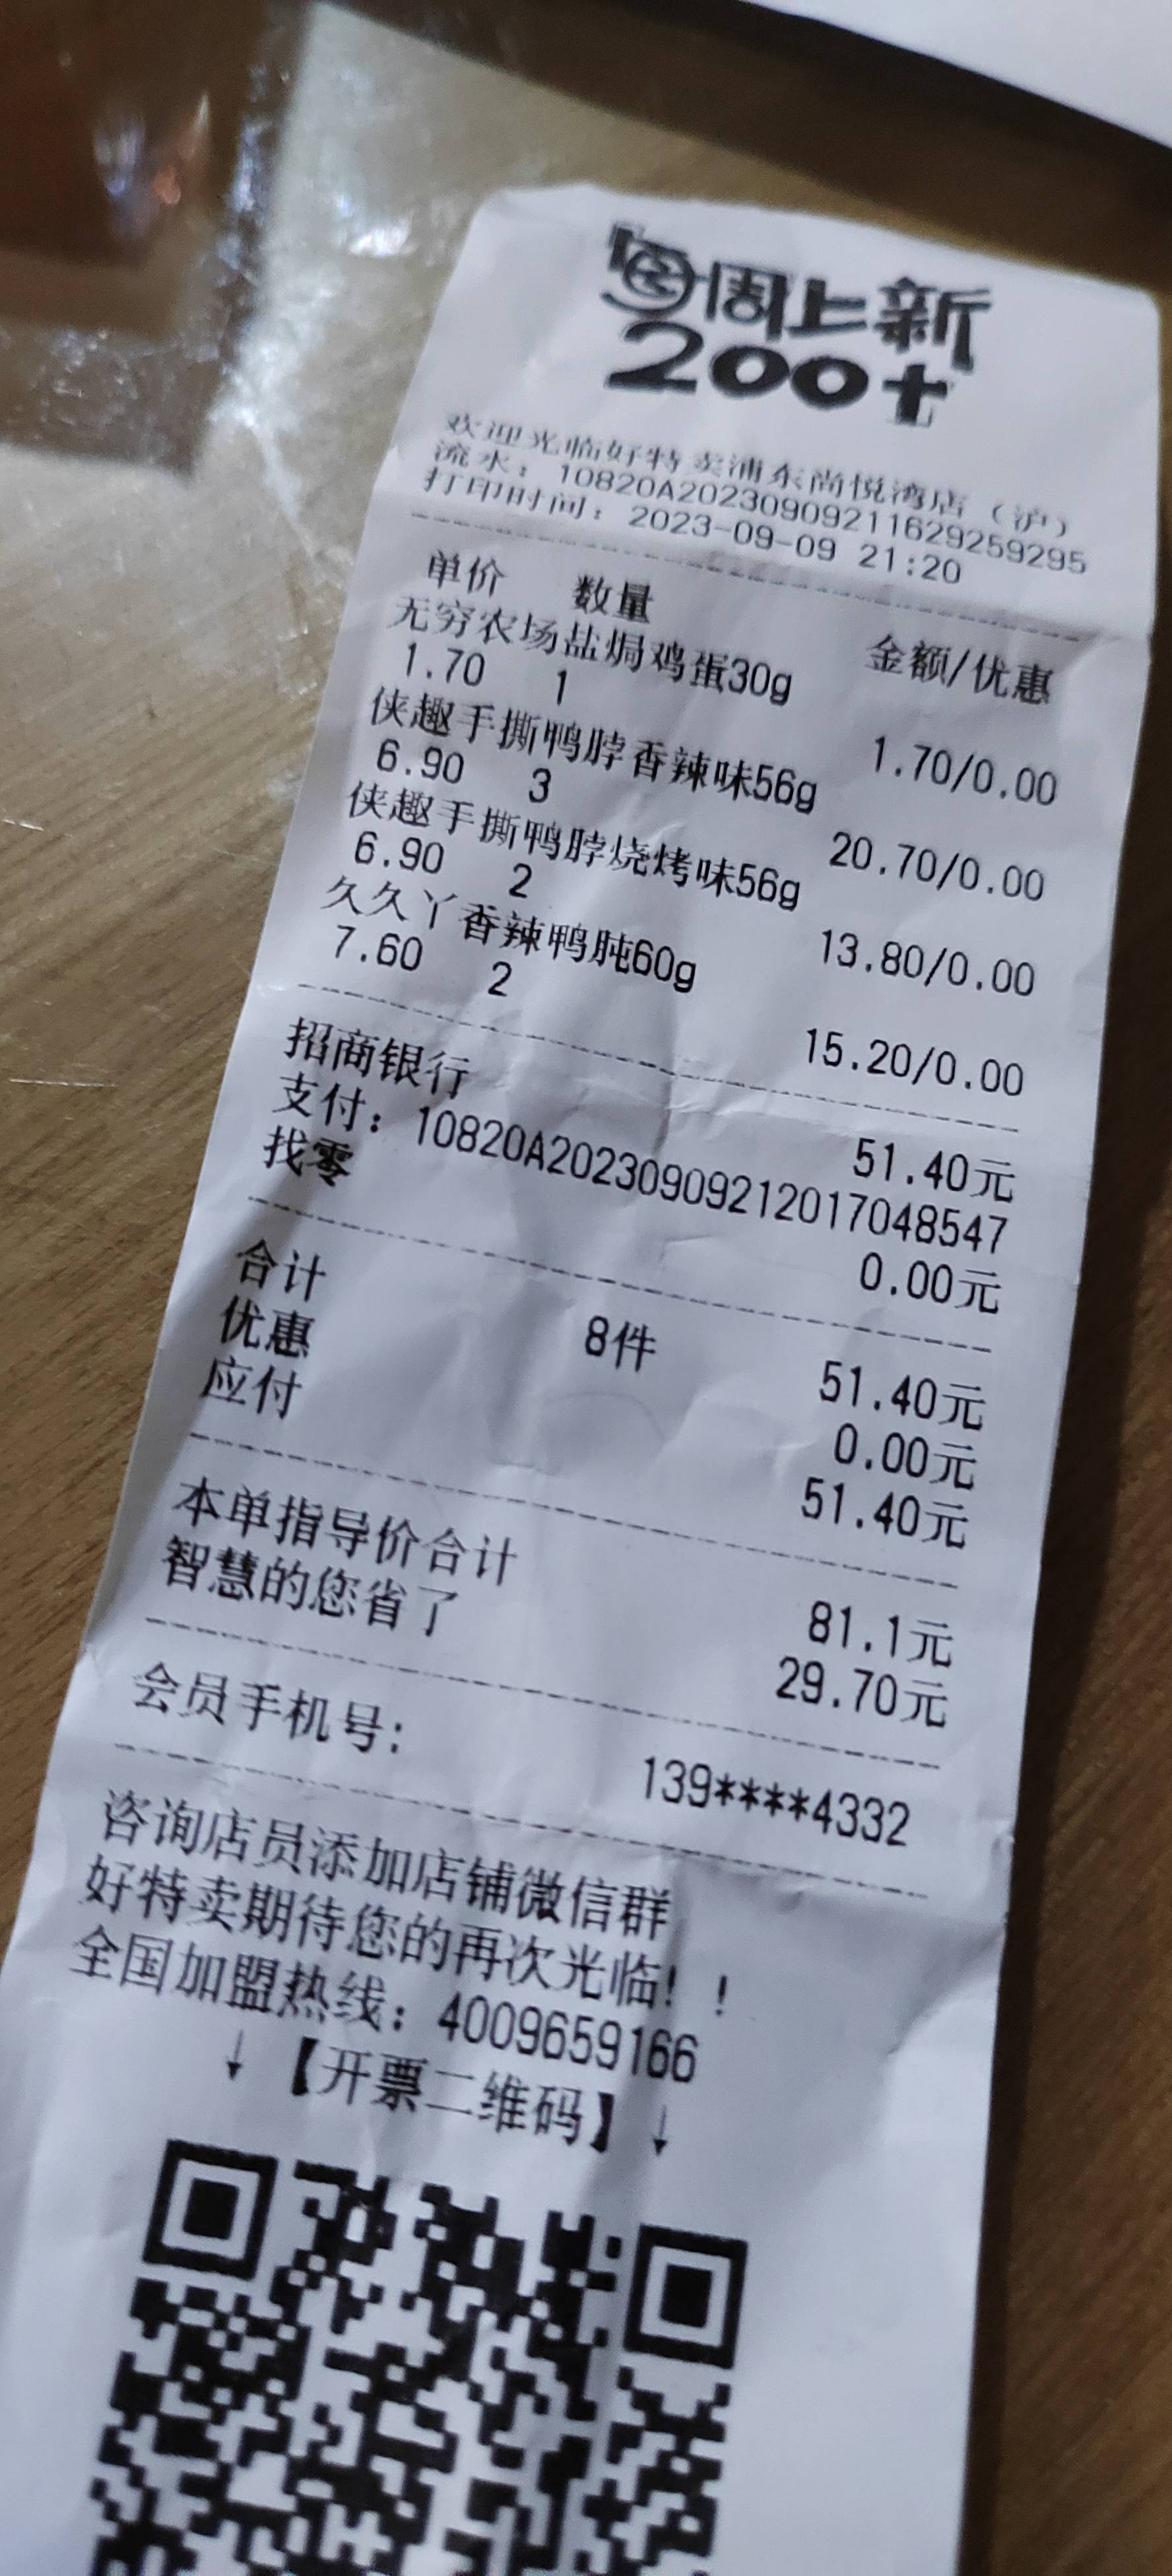 每周上新
200+
欢迎光临好特卖浦东尚悦湾店（沪）
流水：10820A2023090921162925９295
打印时间：2023-09-09 21:20
单价 数量 金额/优惠
无穷农场盐焗鸡蛋30g
1.70 1 1.70/0.00
侠趣手撕鸭脖香辣味56g
6.90 3 20.70/0.00
侠趣手撕鸭脖烧烤味56g
6.90 2 13.80/0.00
久久丫香辣鸭肫60g
7.60 2 15.20/0.00
招商银行 51.40元
支付：10820A20230909212017048547
找零 0.00元
合计 8件 51.40元
优惠 0.00元
应付 51.40元
本单指导价合计 81.1元
智慧的您省了 29.70元
会员手机号： 139****4332
咨询店员添加店铺微信群
好特卖期待您的再次光临！！
全国加盟热线：4009659166
↓【开票二维码】↓